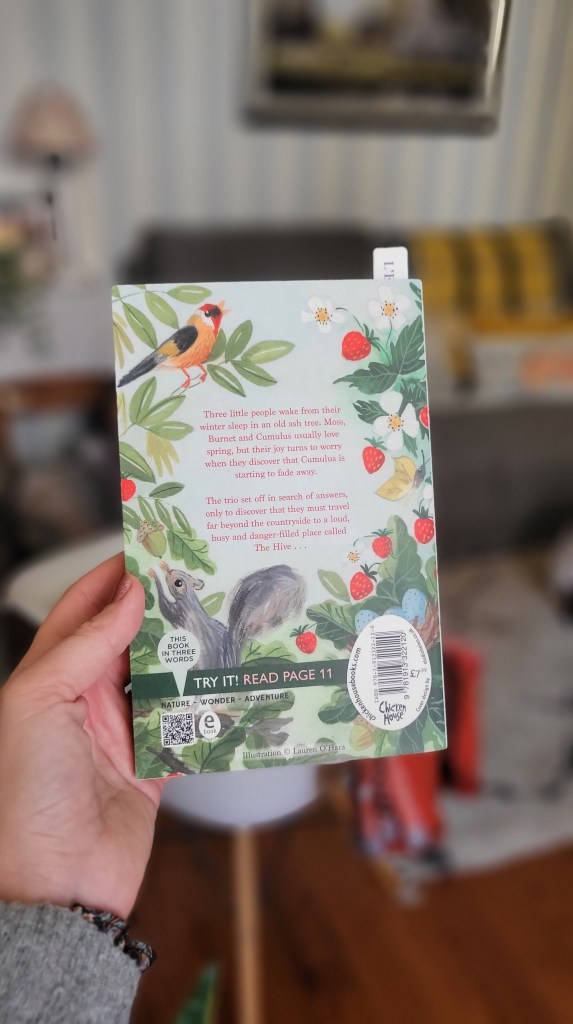 Three little people wake from their
winter sleep in an old ash tree. Moss,
Burnet and Cumulus usually love
spring, but their joy turns to worry
when they discover that Cumulus is
starting to fade away.
The trio set off in search of answers,
only to discover that they must travel
far beyond the countryside to a loud,
busy and danger-filled place called
The Hive . . .
THIS
BOOK
IN THREE
WORDS
TRY IT! READ PAGE 11
NATURE - WONDER - ADVENTURE
e
book
Illustration © Lauren O'Hara
chickenhousebooks.com
9 781913 322120
Chicken
House